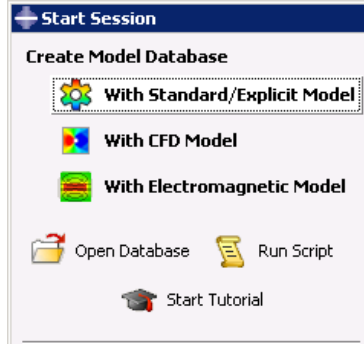 Start Session
Create Model Database
With Standard/Explicit Model
With CFD Model
With Electromagnetic Model
Open Database Run Script
Start Tutorial